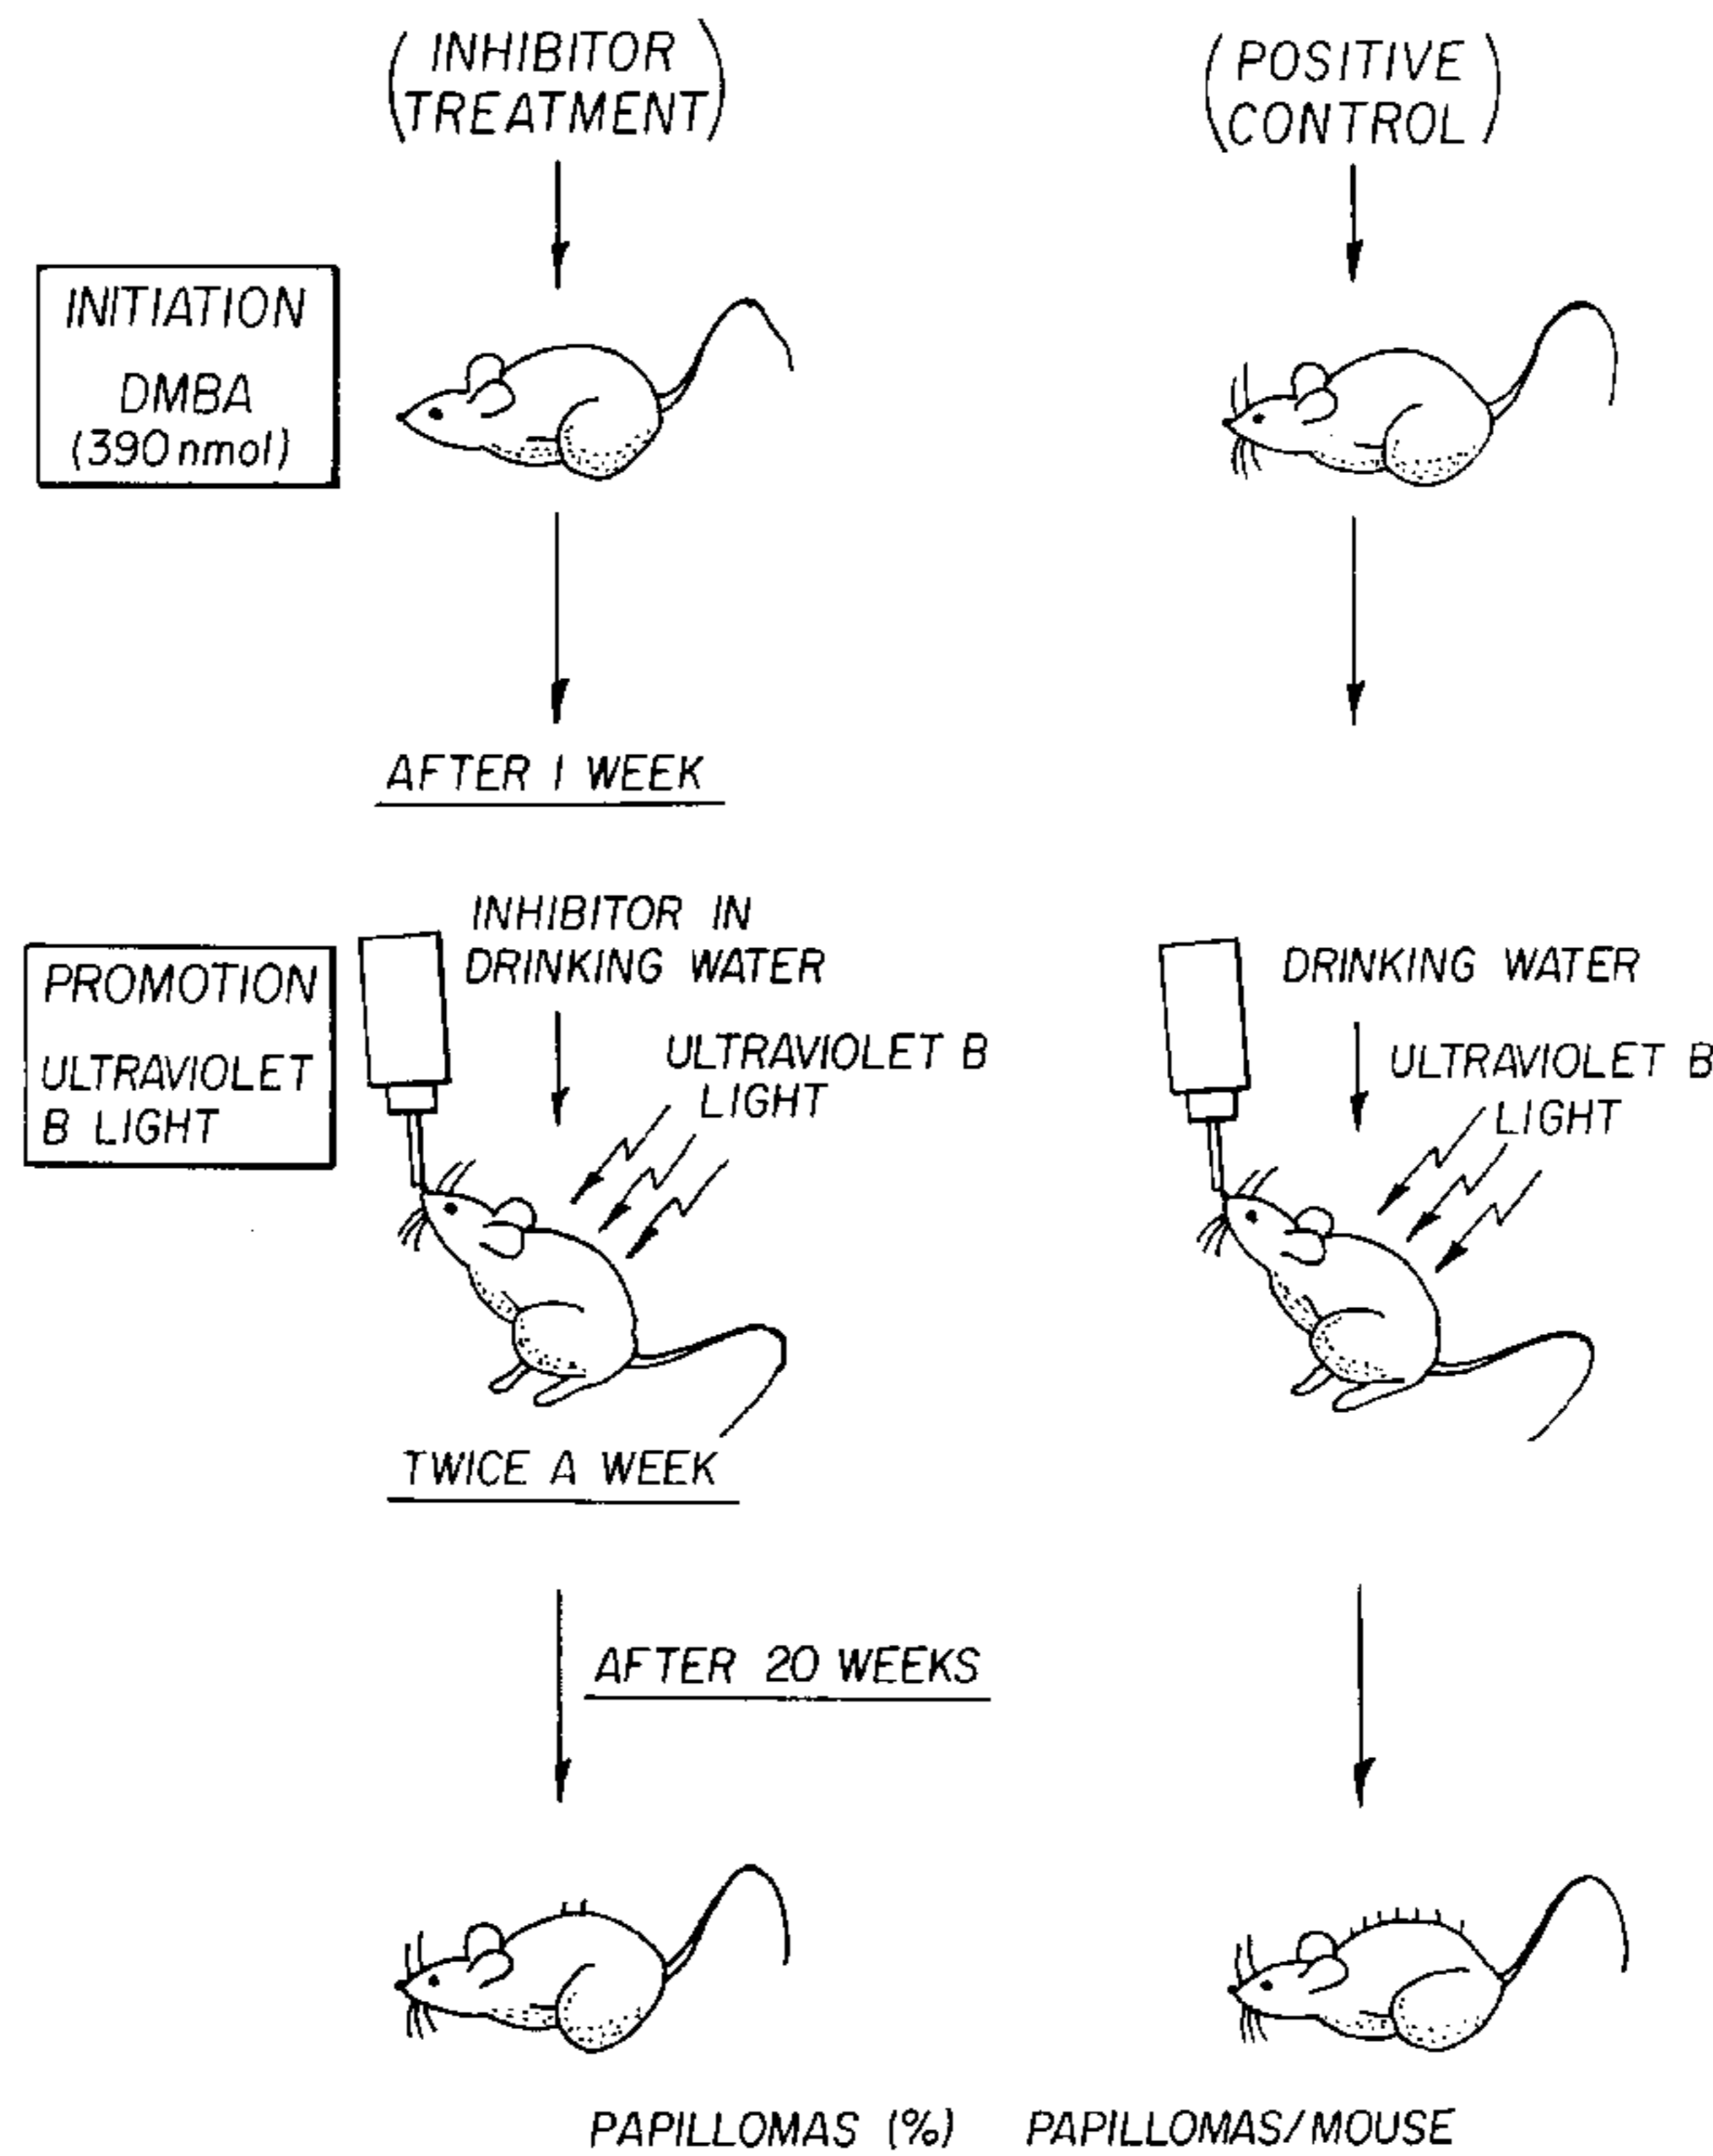 (INHIBITOR
TREATMENT)
(POSITIVE
CONTROL)
INITIATION
DMBA
(390 nmol)
AFTER 1 WEEK
PROMOTION
ULTRAVIOLET
B LIGHT
INHIBITOR IN
DRINKING WATER
ULTRAVIOLET B
LIGHT
DRINKING WATER
ULTRAVIOLET B
LIGHT
TWICE A WEEK
AFTER 20 WEEKS
PAPILLOMAS (%) PAPILLOMAS/MOUSE